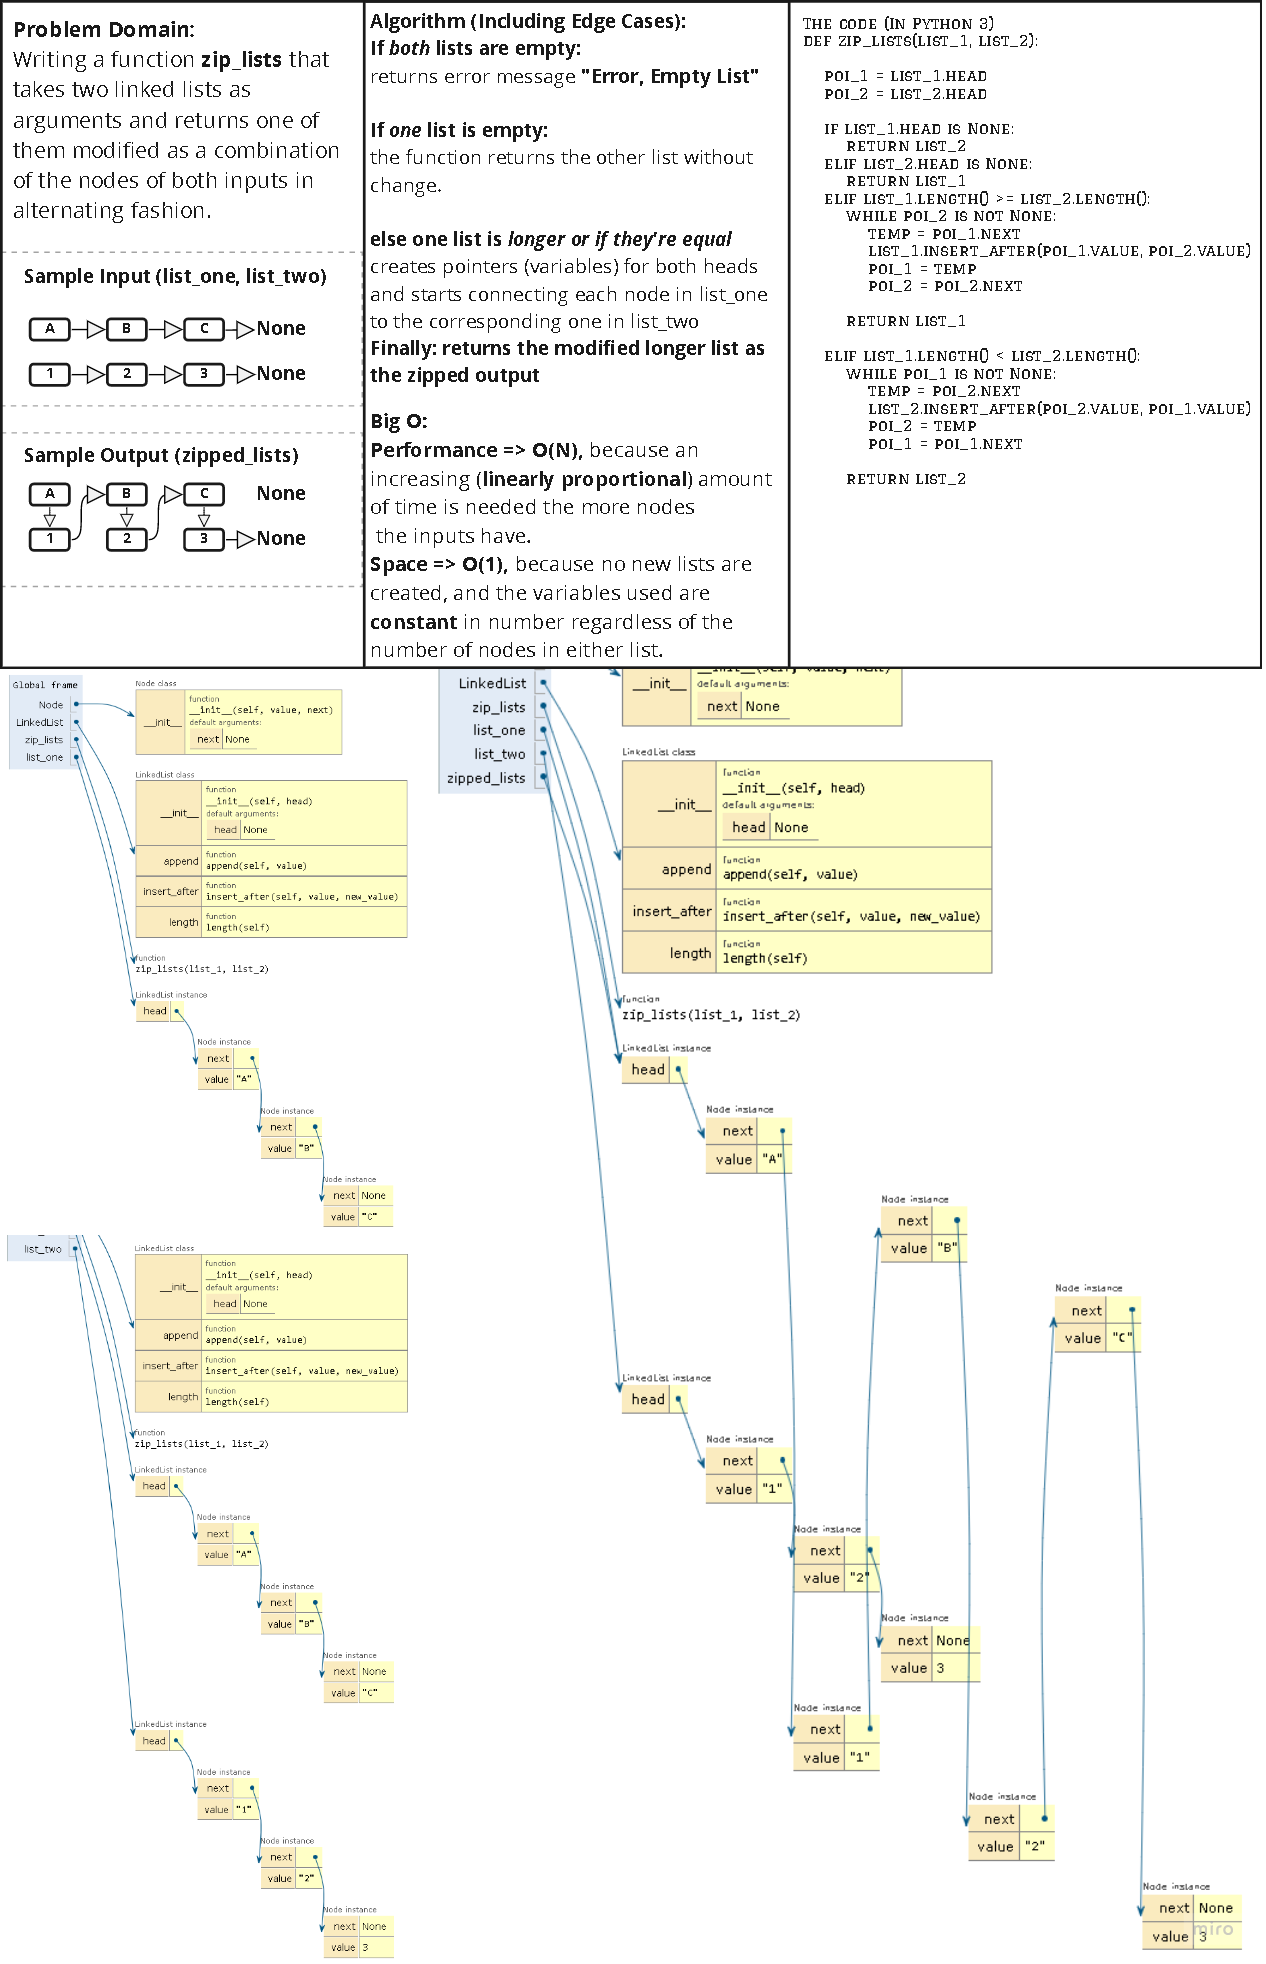 Problem Domain:
Writing a function zip_lists that
takes two linked lists as
arguments and returns one of
them modified as a combination
of the nodes of both inputs in
alternating fashion.
Sample Input (list_one, list_two)
A B C None
1 2 3 None
Sample Output (zipped_lists)
A B C None
1 2 3 None
Algorithm (Including Edge Cases):
If both lists are empty:
returns error message "Error, Empty List"
If one list is empty:
the function returns the other list without
change.
else one list is longer or if they're equal
creates pointers (variables) for both heads
and starts connecting each node in list_one
to the corresponding one in list_two
Finally: returns the modified longer list as
the zipped output
Big O:
Performance => O(N), because an
increasing (linearly proportional) amount
of time is needed the more nodes
the inputs have.
Space => O(1), because no new lists are
created, and the variables used are
constant in number regardless of the
number of nodes in either list.
The code (In Python 3)
def zip_lists(list_1, list_2):
poi_1 = list_1.head
poi_2 = list_2.head
if list_1.head is None:
return list_2
elif list_2.head is None:
return list_1
elif list_1.length() >= list_2.length():
while poi_2 is not None:
temp = poi_1.next
list_1.insert_after(poi_1.value, poi_2.value)
poi_1 = temp
poi_2 = poi_2.next
return list_1
elif list_1.length() < list_2.length():
while poi_1 is not None:
temp = poi_2.next
list_2.insert_after(poi_2.value, poi_1.value)
poi_2 = temp
poi_1 = poi_1.next
return list_2
Global frame
Node
LinkedList
zip_lists
list_one
Node class
__init__
function
__init__(self, value, next)
default arguments:
next None
LinkedList class
__init__
function
__init__(self, head)
default arguments:
head None
append
function
append(self, value)
insert_after
function
insert_after(self, value, new_value)
length
function
length(self)
function
zip_lists(list_1, list_2)
LinkedList instance
head
Node instance
next
value "A"
Node instance
next
value "B"
Node instance
next None
value "C"
list_two
LinkedList class
__init__
function
__init__(self, head)
default arguments:
head None
append
function
append(self, value)
insert_after
function
insert_after(self, value, new_value)
length
function
length(self)
function
zip_lists(list_1, list_2)
LinkedList instance
head
Node instance
next
value "A"
Node instance
next
value "B"
Node instance
next None
value "C"
LinkedList instance
head
Node instance
next
value "1"
Node instance
next
value "2"
Node instance
next None
value 3
LinkedList
zip_lists
list_one
list_two
zipped_lists
__init__(self, value, next)
__init__
default arguments:
next None
LinkedList class
__init__
function
__init__(self, head)
default arguments:
head None
append
function
append(self, value)
insert_after
function
insert_after(self, value, new_value)
length
function
length(self)
function
zip_lists(list_1, list_2)
LinkedList instance
head
Node instance
next
value "A"
Node instance
next
value "B"
Node instance
next
value "C"
LinkedList instance
head
Node instance
next
value "1"
Node instance
next
value "2"
Node instance
next None
value 3
Node instance
next
value "1"
Node instance
next
value "2"
Node instance
next None
value 3
miro